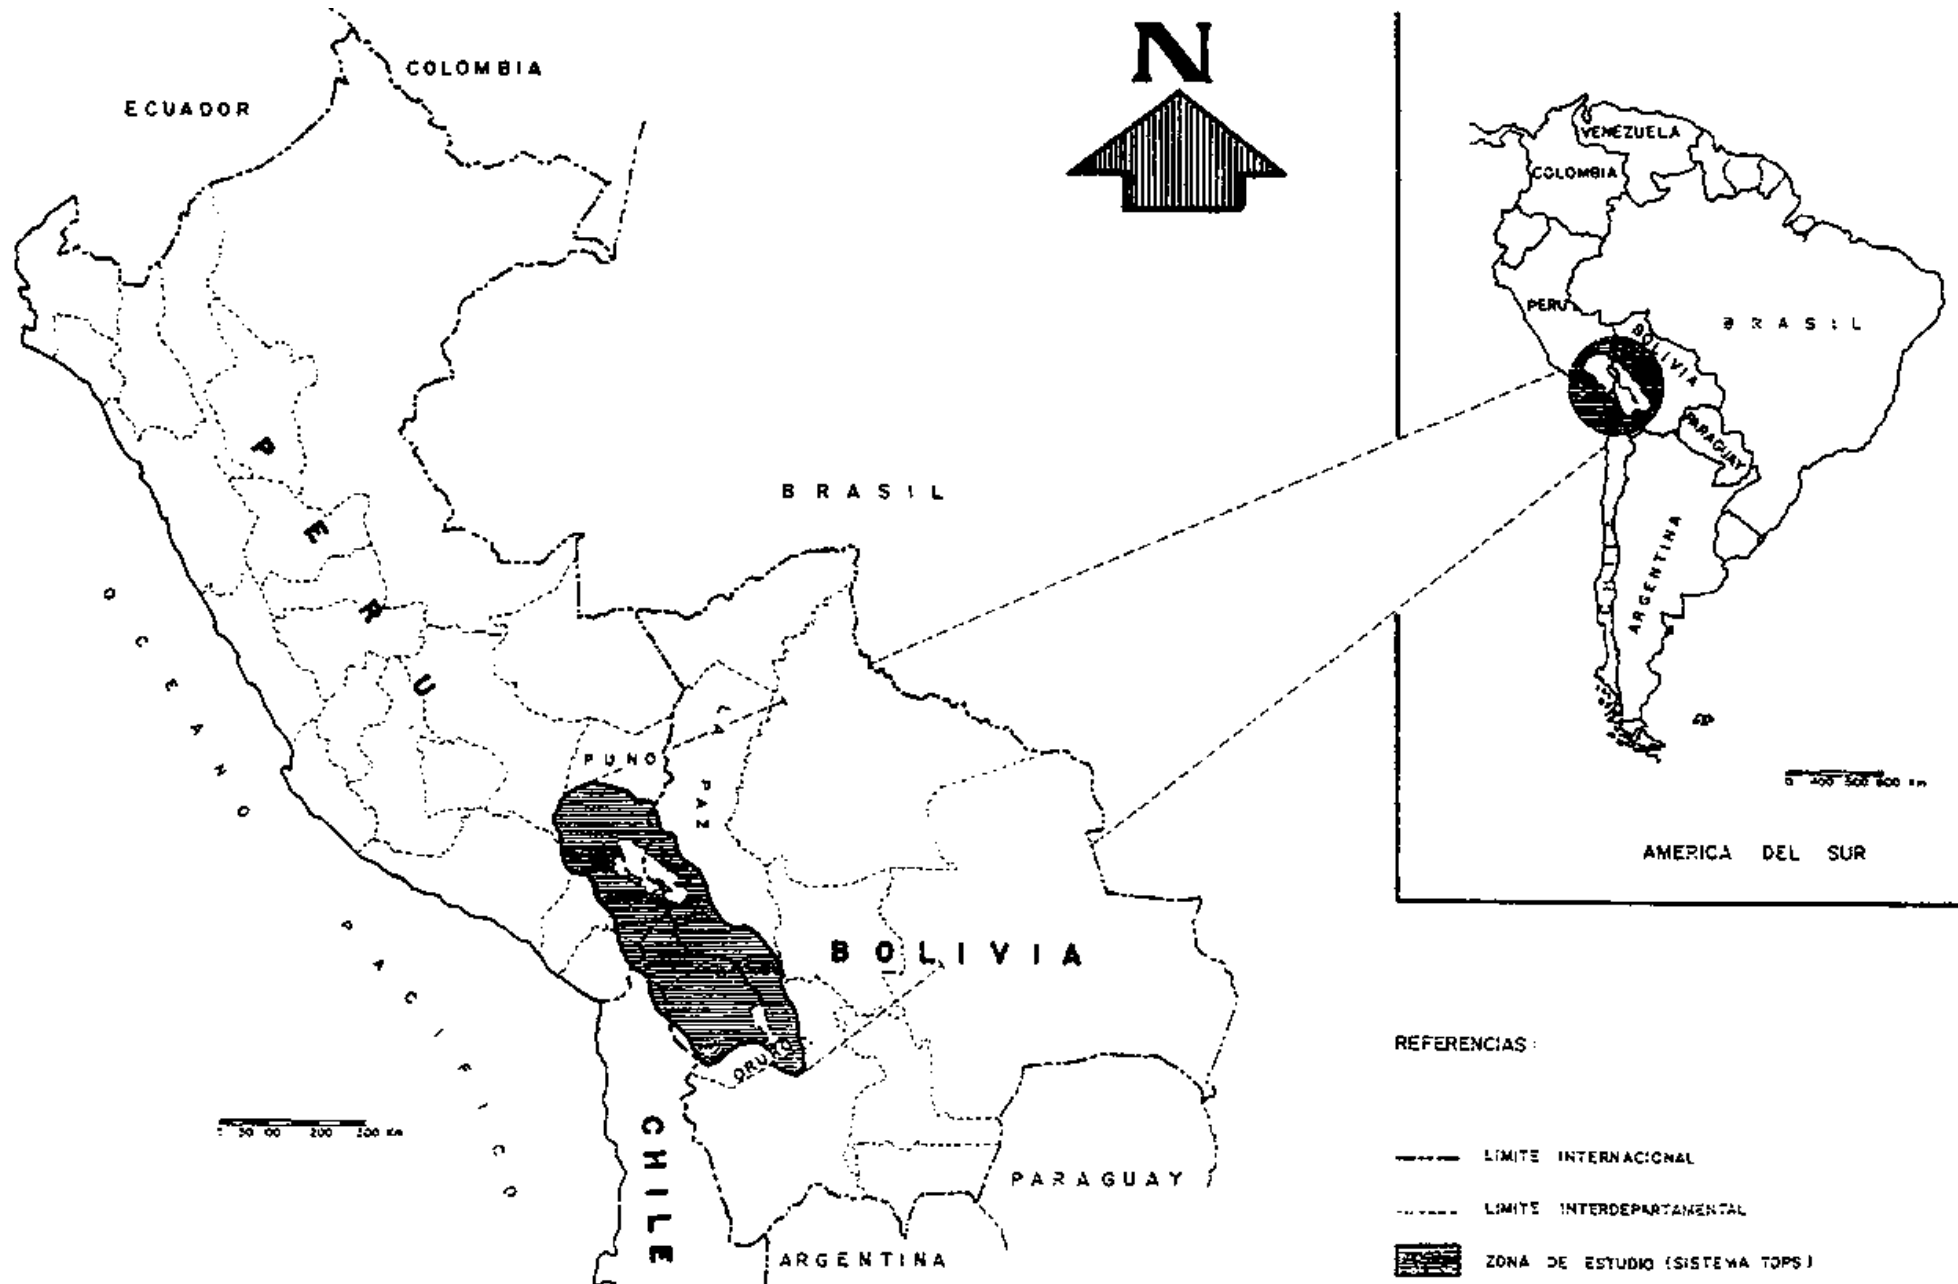 N
COLOMBIA
ECUADOR
BRASIL
PERU
OCEANO
PACIFICO
PUNO
LA PAZ
BOLIVIA
ORURO
CHILE
PARAGUAY
ARGENTINA
VENEZUELA
COLOMBIA
PERU
BRASIL
BOLIVIA
PARAGUAY
ARGENTINA
AMERICA DEL SUR
REFERENCIAS :
LIMITE INTERNACIONAL
LIMITE INTERDEPARTAMENTAL
ZONA DE ESTUDIO (SISTEMA TDPS)